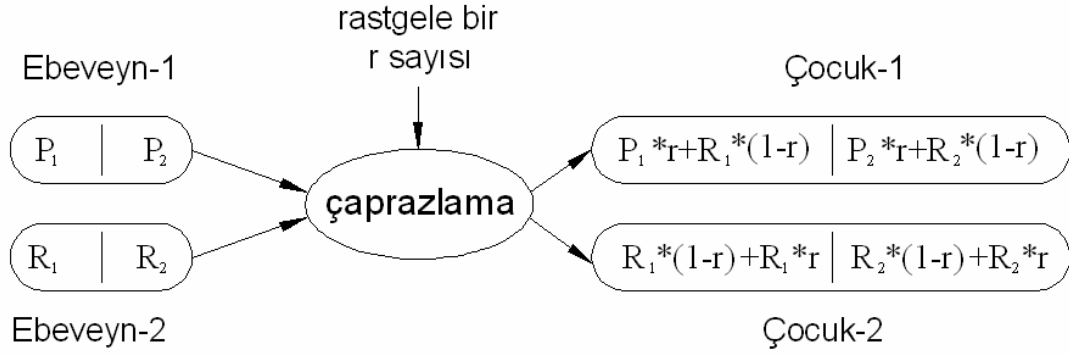 rastgele bir
r sayısı
Ebeveyn-1
Çocuk-1
P₁ | P₂
P₁*r+R₁*(1-r) | P₂*r+R₂*(1-r)
çaprazlama
R₁ | R₂
R₁*(1-r)+R₁*r | R₂*(1-r)+R₂*r
Ebeveyn-2
Çocuk-2